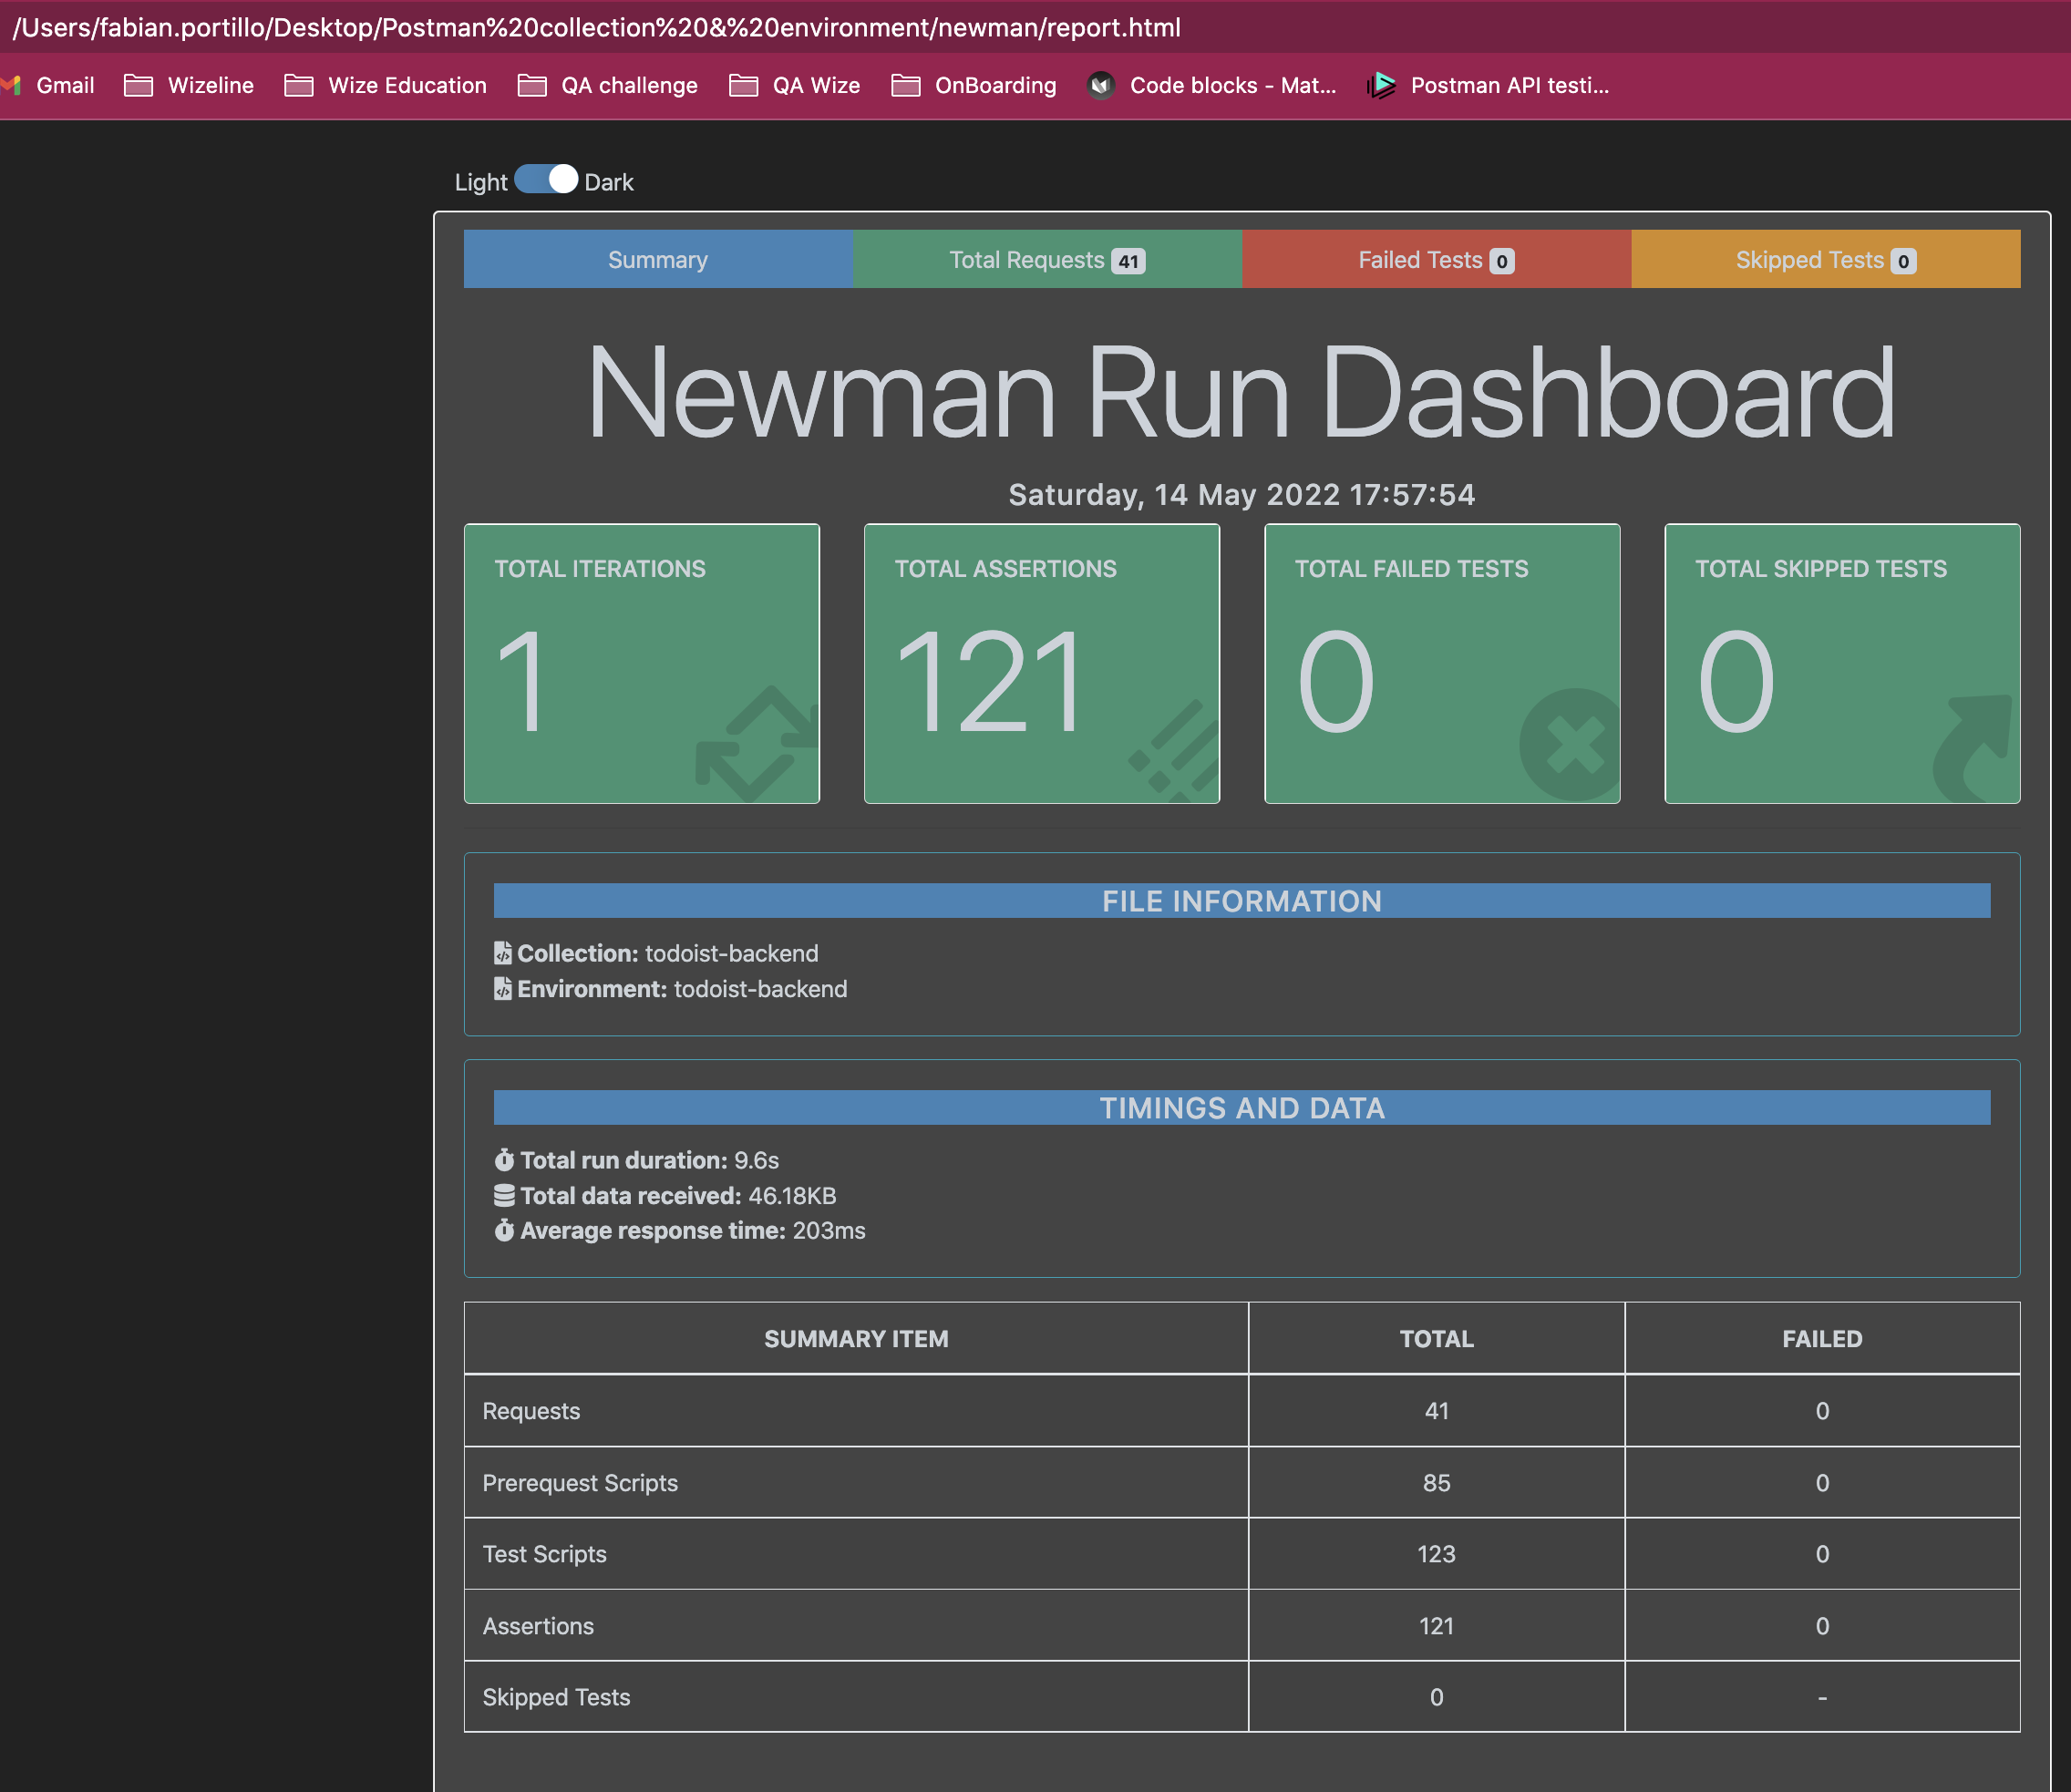 /Users/fabian.portillo/Desktop/Postman%20collection%20&%20environment/newman/report.html
Gmail Wizeline Wize Education QA challenge QA Wize OnBoarding Code blocks - Mat... Postman API testi...
Light Dark
Summary Total Requests 41 Failed Tests 0 Skipped Tests 0
Newman Run Dashboard
Saturday, 14 May 2022 17:57:54
TOTAL ITERATIONS TOTAL ASSERTIONS TOTAL FAILED TESTS TOTAL SKIPPED TESTS
1 121 0 0
FILE INFORMATION
Collection: todoist-backend
Environment: todoist-backend
TIMINGS AND DATA
Total run duration: 9.6s
Total data received: 46.18KB
Average response time: 203ms
SUMMARY ITEM TOTAL FAILED
Requests 41 0
Prerequest Scripts 85 0
Test Scripts 123 0
Assertions 121 0
Skipped Tests 0 -